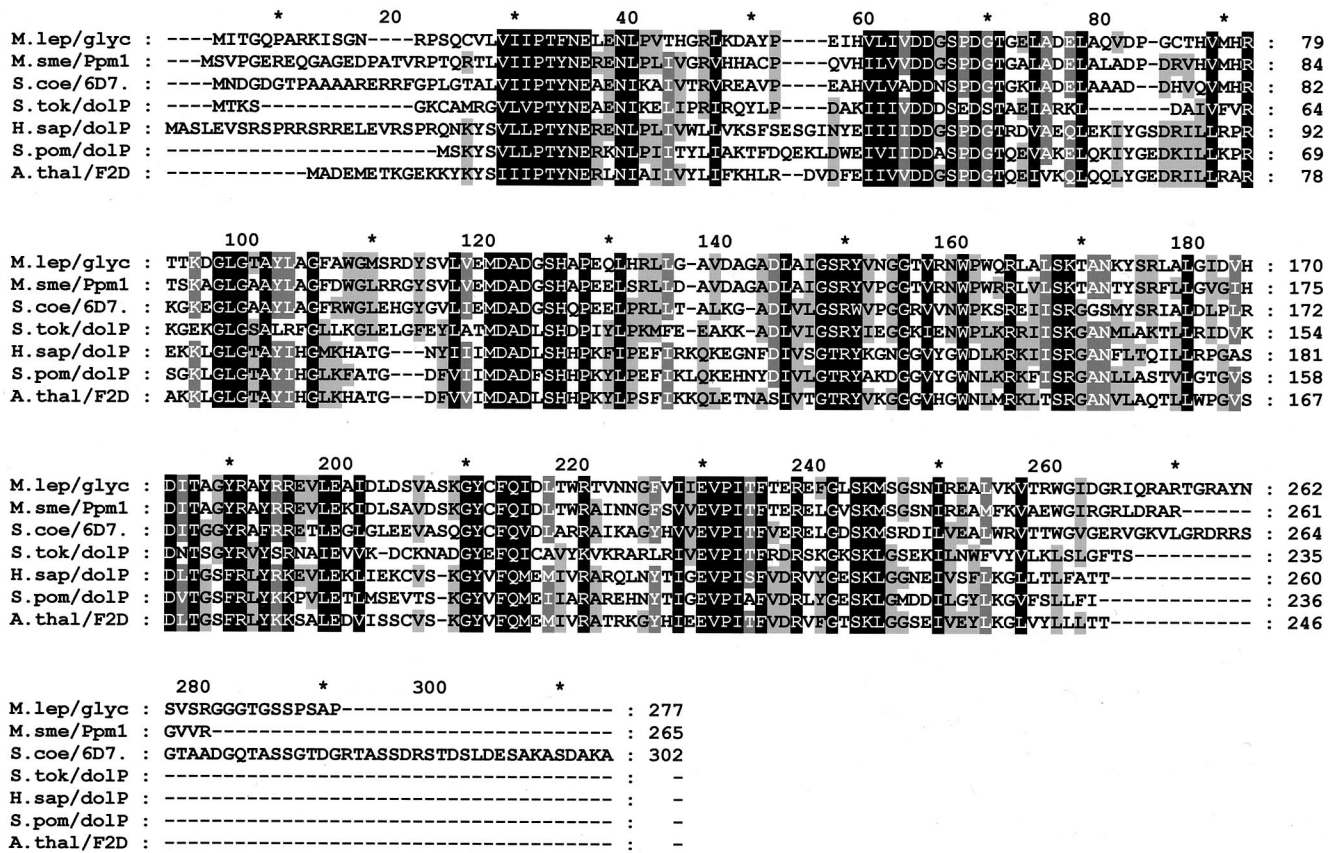 * 20 * 40 * 60 * 80 *
M.lep/glyc : ----MITGQPARKISGN----RPSQCVLVIIPTFNELENLPVTHGRLKDAYP----EIHVLIVDDGSPDGTGELADELAQVDP-GCTHVMHR : 79
M.sme/Ppm1 : ----MSVPGEREQGAGEDPATVRPTQRTLVIIPTYNERENLPLIVGRVHHACP----QVHILVVDDGSPDGTGALADELALADPDRVHVMHR : 84
S.coe/6D7. : ----MNDGDGTPAAAARERRFGPLGTALVIIPTYNEAENIKAIVTRVREAVP----EAHVLVADDNSPDGTGKLADELAAAD--DHVQVMHR : 82
S.tok/dolP : ----MTKS------------GKCAMRGVLVPTYNEAENIKELIPRIRQYLP----DAKIIIVDDDSEDSTAEIARKL--------DAIVFVR : 64
H.sap/dolP : MASLEVSRSPRRSRRELEVRSPRQNKYSVLLPTYNERENLPLIVWLLVKSFSESGINYEIIIIDDGSPDGTRDVAEQLEKIYGSDRILLRPR : 92
S.pom/dolP : ---------------------MSKYSVLLPTYNERKNLPIITYLIAKTFDQEKLDWEIVIIDDASPDGTQEVAKELQKIYGEDKILLKPR : 69
A.thal/F2D : -----------MADEMETKGEKKYKYSIIIPTYNERLNIAIIVYLIFKHLR--DVDFEIIVVDDGSPDGTQEIVKQLQQLYGEDRILLRAR : 78
100 * 120 * 140 * 160 * 180
M.lep/glyc : TTKDGLGTAYLAGFAWGMSRDYSVLVEMDADGSHAPEQLHRLLG-AVDAGADLAIGSRYVNGGTVRNWPWQRLALSKTANKYSRLALGIDVH : 170
M.sme/Ppm1 : TSKAGLGAAYLAGFDWGLRRGYSVLVEMDADGSHAPEELSRLLD-AVDAGADLAIGSRYVPGGTVRNWPWRRLVLSKTANTYSRFLLGVGIH : 175
S.coe/6D7. : KGKEGLGAAYLAGFRWGLEHGYGVLIEMDADGSHQPEELPRLLT-ALKG-ADLVLGSRWVPGGRVVNWPKSREIISRGGSMYSRIALDLPLR : 172
S.tok/dolP : KGEKGLGSALRFGLLKGLELGFEYLATMDADLSHDPIYLPKMFE-EAKK-ADLVIGSRYIEGGKIENWPLKRRIISKGANMLAKTLLRIDVK : 154
H.sap/dolP : EKKLGLGTAYIHGMKHATG---NYIIIMDADLSHHPKFIPEFIRKQKEGNFDIVSGTRYKGNGGVYGWDLKRKIISRGANFLTQILLRPGAS : 181
S.pom/dolP : SGKLGLGTAYIHGLKFATG---DFVIIMDADFSHHPKYLPEFIKLQKEHNYDIVLGTRYAKDGGVYGWNLKRKFISRGANLLASTVLGTGVS : 158
A.thal/F2D : AKKLGLGTAYIHGLKHATG---DFVVIMDADLSHHPKYLPSFIKKQLETNASIVTGTRYVKGGGVHGWNLMRKLTSRGANVLAQTLLWPGVS : 167
* 200 * 220 * 240 * 260 *
M.lep/glyc : DITAGYRAYRREVLEAIDLDSVASKGYCFQIDLTWRTVNNGFVIIEVPITFTEREFGLSKMSGSNIREALVKVTRWGIDGRIQRARTGRAYN : 262
M.sme/Ppm1 : DITAGYRAYRREVLEKIDLSAVDSKGYCFQIDLTWRAINNGFSVVEVPITFTERELGVSKMSGSNIREAMFKVAEWGIRGRLDRAR------ : 261
S.coe/6D7. : DITGGYRAFRRETLEGLGLEEVASQGYCFQVDLARRAIKAGYHVVEVPITFVERELGDSKMSRDILVEALWRVTTWGVGERVGKVLGRDRRS : 264
S.tok/dolP : DNTSGYRVYSRNAIEVVK-DCKNADGYEFQICAVYKVKRARLRIVEVPITFRDRSKGKSKLGSEKILNWFVYVLKLSLGFTS---------- : 235
H.sap/dolP : DLTGSFRLYRKEVLEKLIEKCVS-KGYVFQMEMIVRARQLNYTIGEVPISFVDRVYGESKLGGNEIVSFLKGLLTLFATT------------ : 260
S.pom/dolP : DVTGSFRLYKKPVLETLMSEVTS-KGYVFQMEIIARAREHNYTIGEVPIAFVDRLYGESKLGMDDILGYLKGVFSLLFI------------- : 236
A.thal/F2D : DLTGSFRLYKKSALEDVISSCVS-KGYVFQMEMIVRATRKGYHIEEVPITFVDRVFGTSKLGGSEIVEYLKGLVYLLLTT------------ : 246
280 * 300 *
M.lep/glyc : SVSRGGGTGSSPSAP----------------------- : 277
M.sme/Ppm1 : GVVR---------------------------------- : 265
S.coe/6D7. : GTAADGQTASSGTDGRTASSDRSTDSLDESAKASDAKA : 302
S.tok/dolP : -------------------------------------- : -
H.sap/dolP : -------------------------------------- : -
S.pom/dolP : -------------------------------------- : -
A.thal/F2D : -------------------------------------- : -